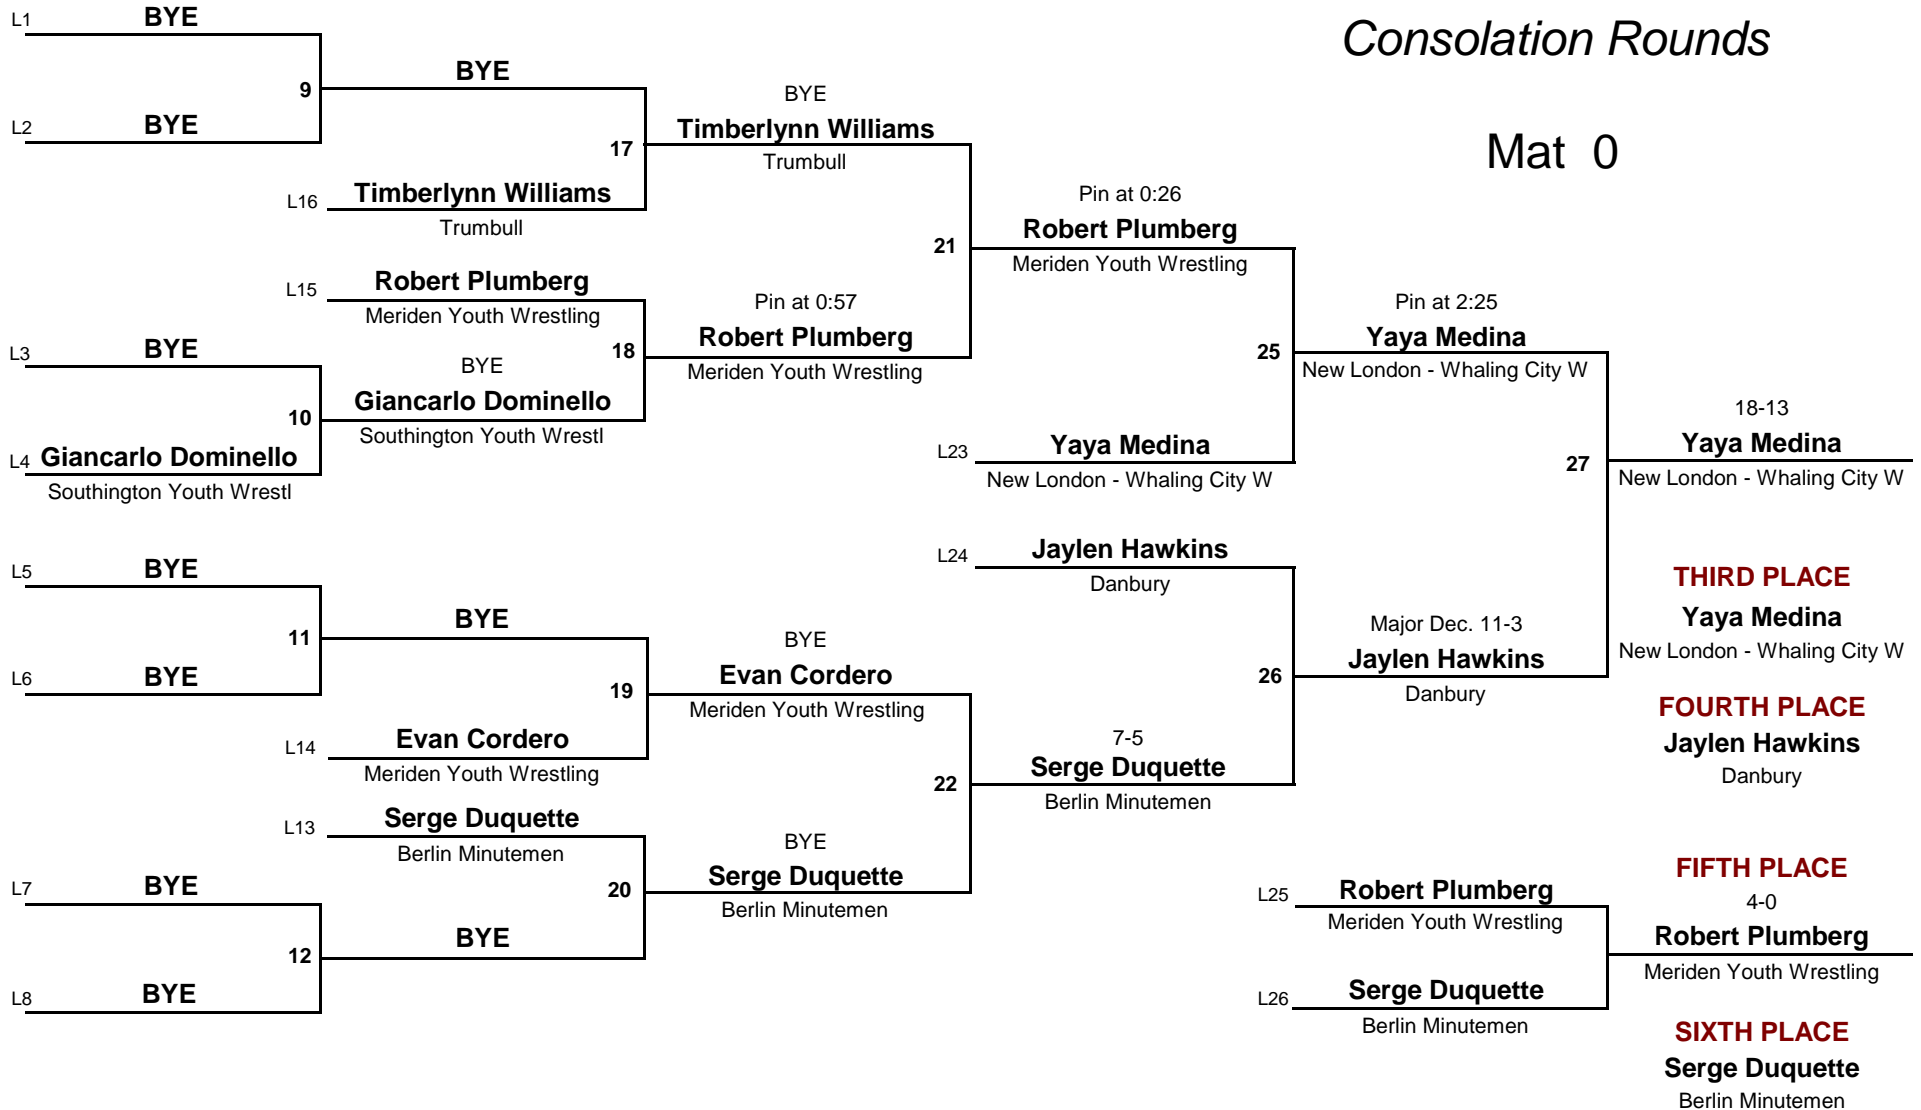 Consolation Rounds
Mat 0
L1 BYE
9
L2 BYE
BYE
17
L16 Timberlynn Williams
Trumbull
BYE
Timberlynn Williams
Trumbull
L15 Robert Plumberg
Meriden Youth Wrestling
L3 BYE
10
L4 Giancarlo Dominello
Southington Youth Wrestl
BYE
Giancarlo Dominello
Southington Youth Wrestl
18
Pin at 0:57
Robert Plumberg
Meriden Youth Wrestling
21
Pin at 0:26
Robert Plumberg
Meriden Youth Wrestling
25
L23 Yaya Medina
New London - Whaling City W
Pin at 2:25
Yaya Medina
New London - Whaling City W
27
18-13
Yaya Medina
New London - Whaling City W
L5 BYE
11
L6 BYE
BYE
19
L14 Evan Cordero
Meriden Youth Wrestling
BYE
Evan Cordero
Meriden Youth Wrestling
L13 Serge Duquette
Berlin Minutemen
L7 BYE
12
L8 BYE
BYE
20
BYE
Serge Duquette
Berlin Minutemen
22
7-5
Serge Duquette
Berlin Minutemen
L24 Jaylen Hawkins
Danbury
26
Major Dec. 11-3
Jaylen Hawkins
Danbury
THIRD PLACE
Yaya Medina
New London - Whaling City W
FOURTH PLACE
Jaylen Hawkins
Danbury
L25 Robert Plumberg
Meriden Youth Wrestling
L26 Serge Duquette
Berlin Minutemen
FIFTH PLACE
4-0
Robert Plumberg
Meriden Youth Wrestling
SIXTH PLACE
Serge Duquette
Berlin Minutemen